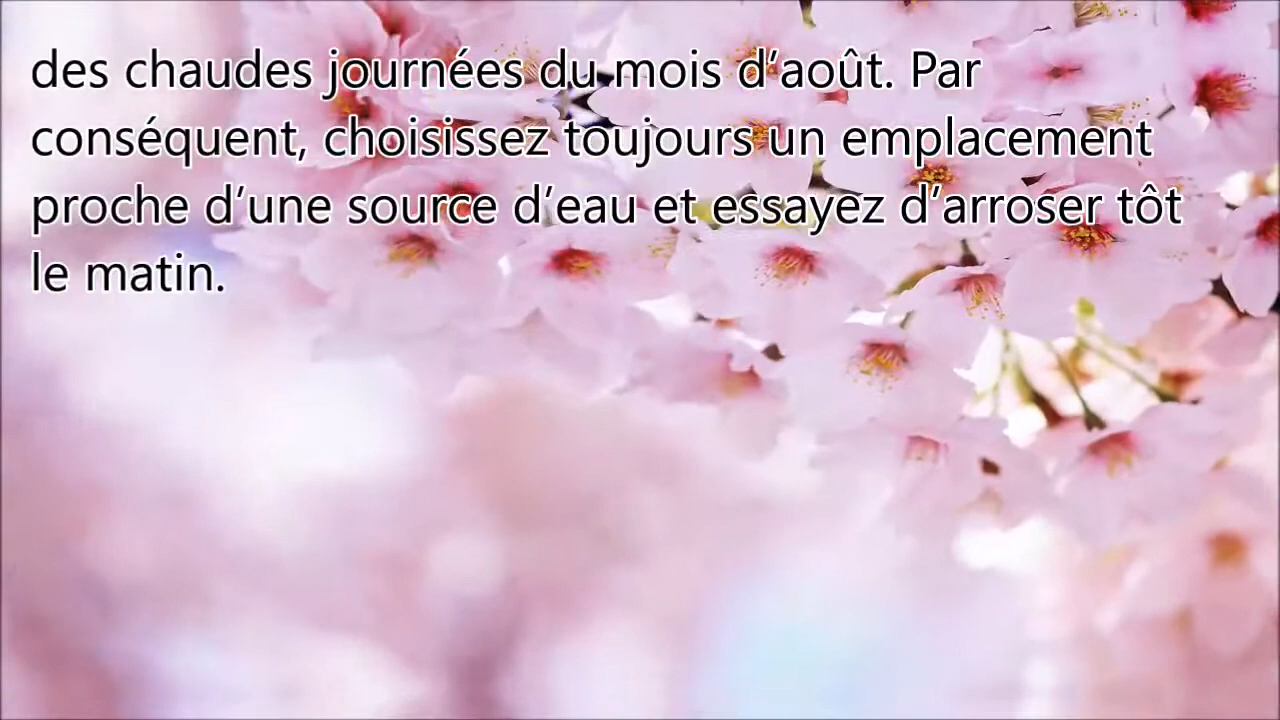 des chaudes journées du mois d’août. Par
conséquent, choisissez toujours un emplacement
proche d’une source d’eau et essayez d’arroser tôt
le matin.